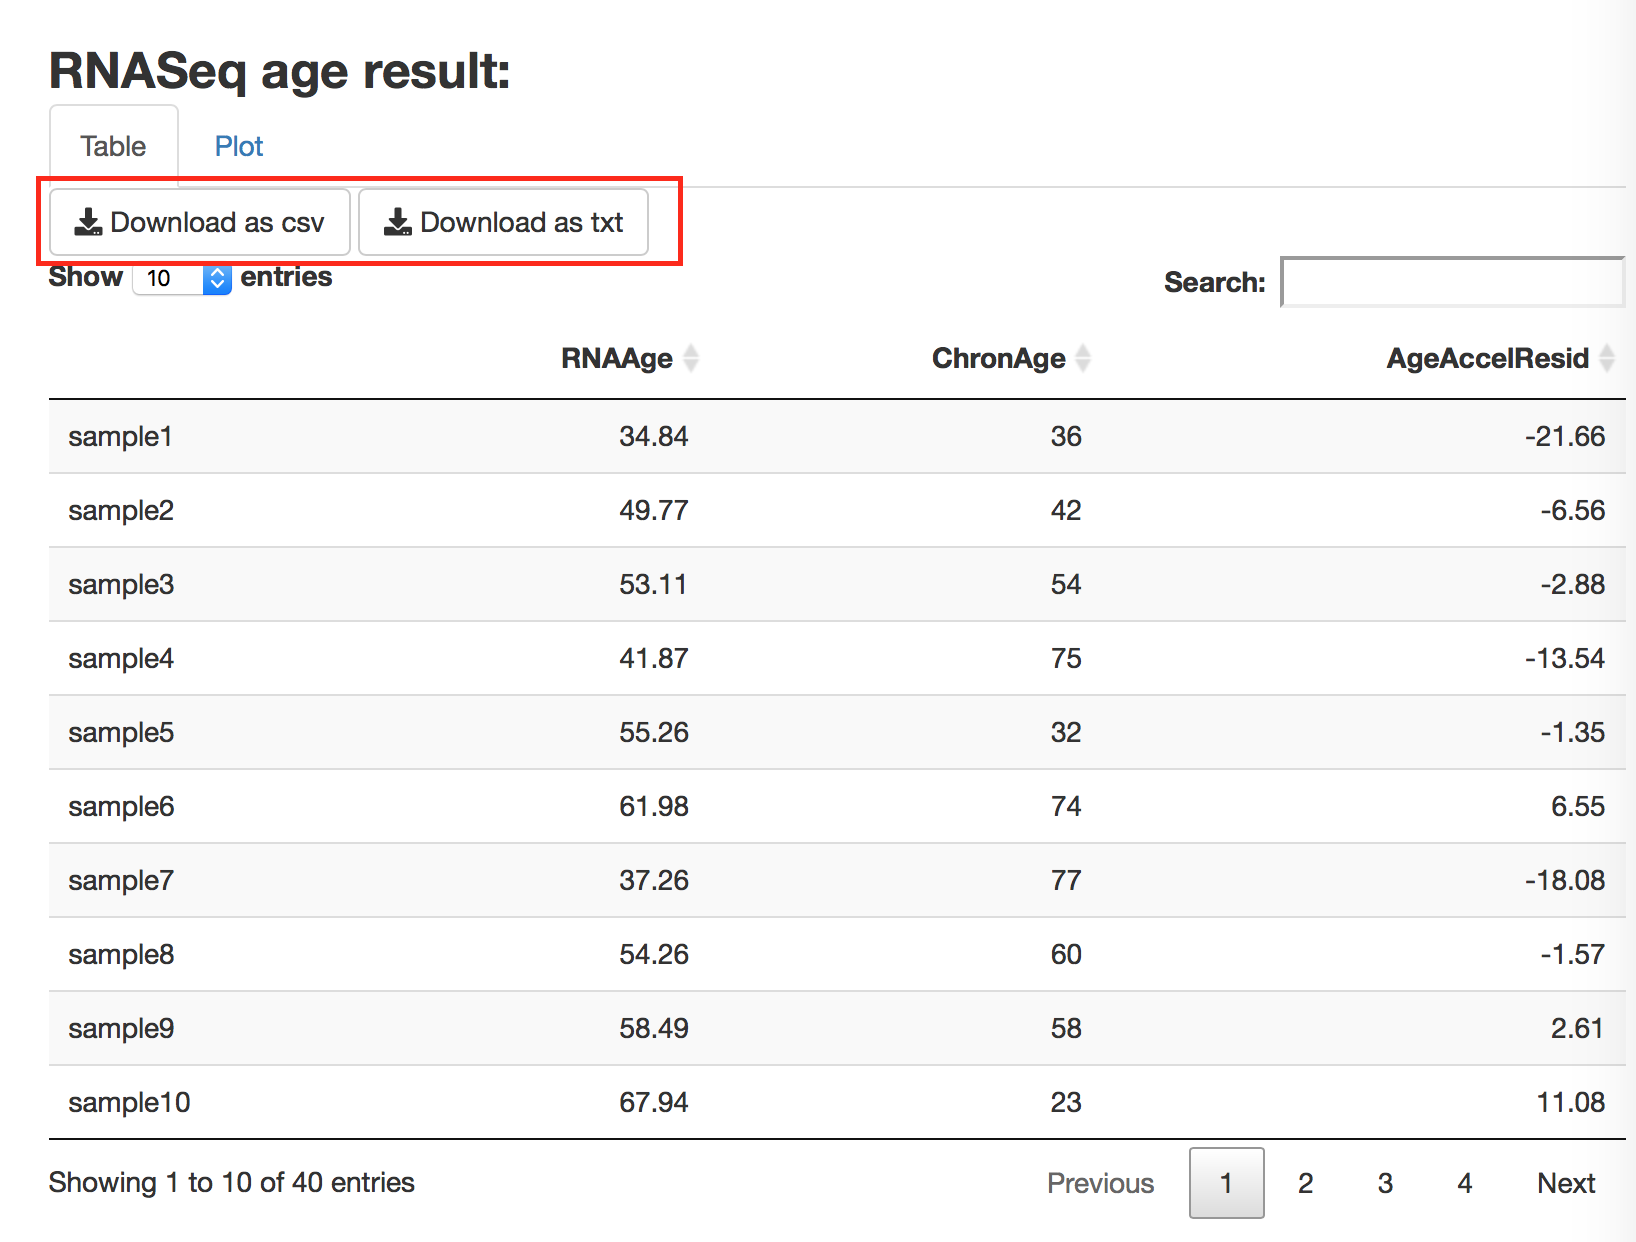 RNASeq age result:
Table Plot
Download as csv Download as txt
Show 10 entries Search:
RNAAge ChronAge AgeAccelResid
sample1 34.84 36 -21.66
sample2 49.77 42 -6.56
sample3 53.11 54 -2.88
sample4 41.87 75 -13.54
sample5 55.26 32 -1.35
sample6 61.98 74 6.55
sample7 37.26 77 -18.08
sample8 54.26 60 -1.57
sample9 58.49 58 2.61
sample10 67.94 23 11.08
Showing 1 to 10 of 40 entries Previous 1 2 3 4 Next